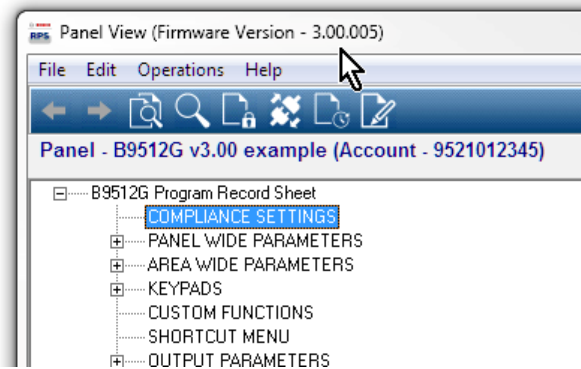 RPS Panel View (Firmware Version - 3.00.005)
File Edit Operations Help
Panel - B9512G v3.00 example (Account - 9521012345)
B9512G Program Record Sheet
COMPLIANCE SETTINGS
PANEL WIDE PARAMETERS
AREA WIDE PARAMETERS
KEYPADS
CUSTOM FUNCTIONS
SHORTCUT MENU
OUTPUT PARAMETERS